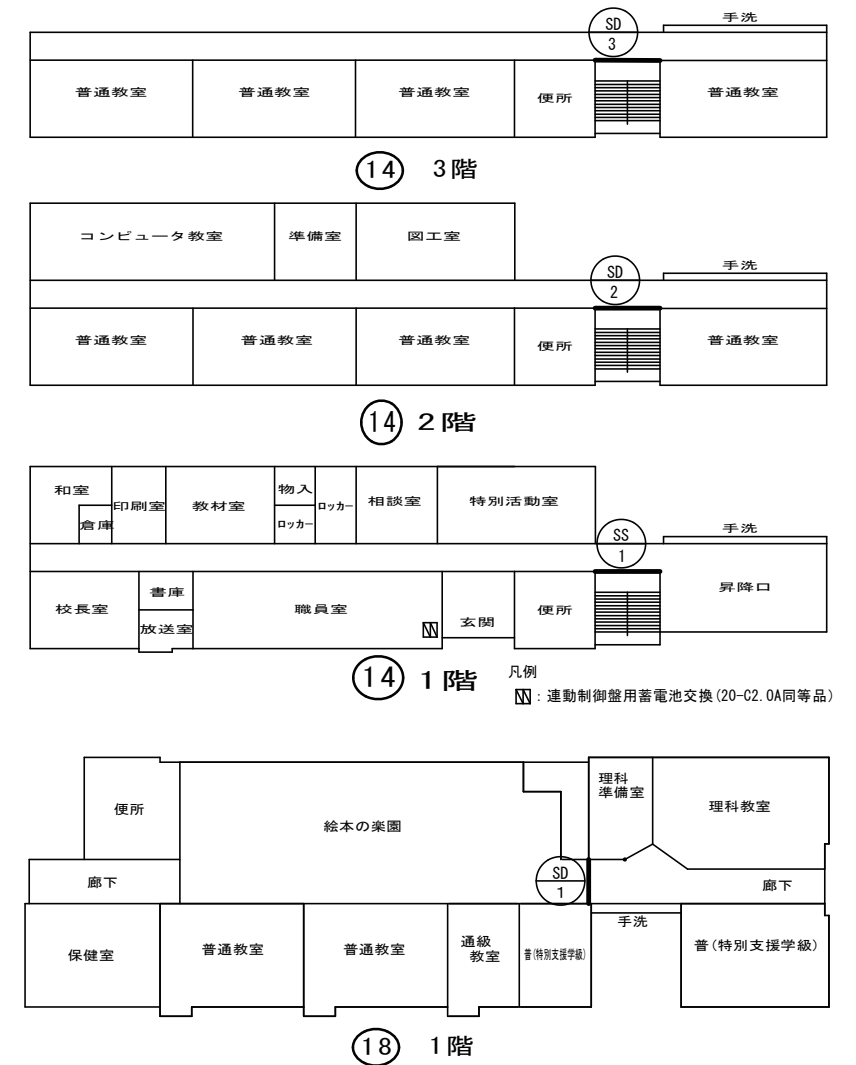 手洗
SD
3
普通教室 普通教室 普通教室 便所 普通教室
14 3階
コンピュータ教室 準備室 図工室
手洗
SD
2
普通教室 普通教室 普通教室 便所 普通教室
14 2階
和室 倉庫 印刷室 教材室 物入 ロッカー ロッカー 相談室 特別活動室
手洗
SS
1
校長室 書庫 放送室 職員室 玄関 便所 昇降口
14 1階
凡例
：連動制御盤用蓄電池交換(20-C2.0A同等品)
便所 絵本の楽園
理科
準備室
理科教室
廊下
SD
1
廊下
手洗
保健室 普通教室 普通教室
通級
教室
普(特別支援学級) 普(特別支援学級)
18 1階